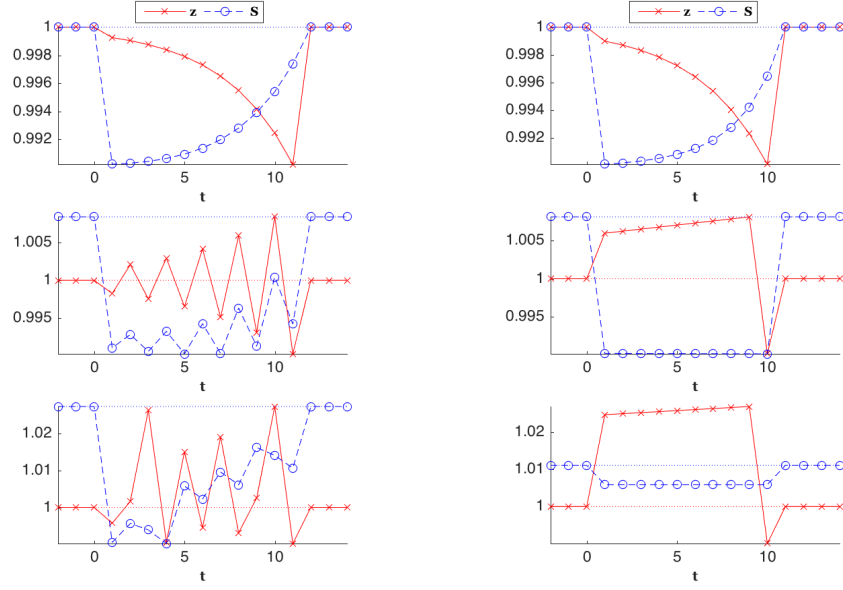 z S z S
1 1
0.998 0.998
0.996 0.996
0.994 0.994
0.992 0.992
0 5 10 0 5 10
t t
1.005 1.005
1 1
0.995 0.995
0 5 10 0 5 10
t t
1.02 1.02
1.01 1.01
1 1
0 5 10 0 5 10
t t